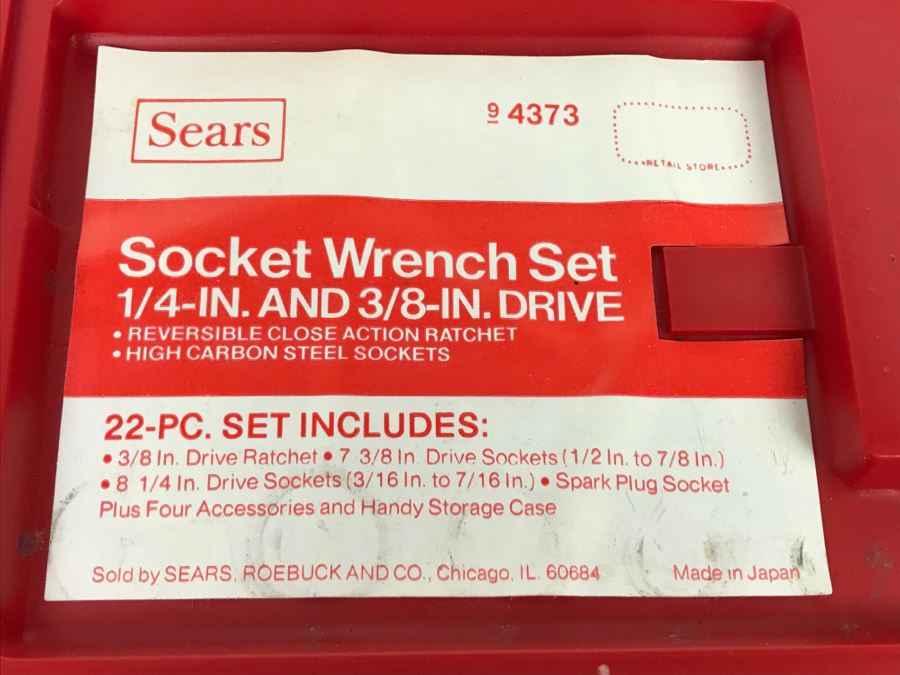 Sears
9 4373
RETAIL STORE
Socket Wrench Set
1/4-IN. AND 3/8-IN. DRIVE
• REVERSIBLE CLOSE ACTION RATCHET
• HIGH CARBON STEEL SOCKETS
22-PC. SET INCLUDES:
• 3/8 In. Drive Ratchet • 7 3/8 In. Drive Sockets (1/2 In. to 7/8 In.)
• 8 1/4 In. Drive Sockets (3/16 In. to 7/16 In.) • Spark Plug Socket
Plus Four Accessories and Handy Storage Case
Sold by SEARS, ROEBUCK AND CO., Chicago, IL. 60684 Made in Japan